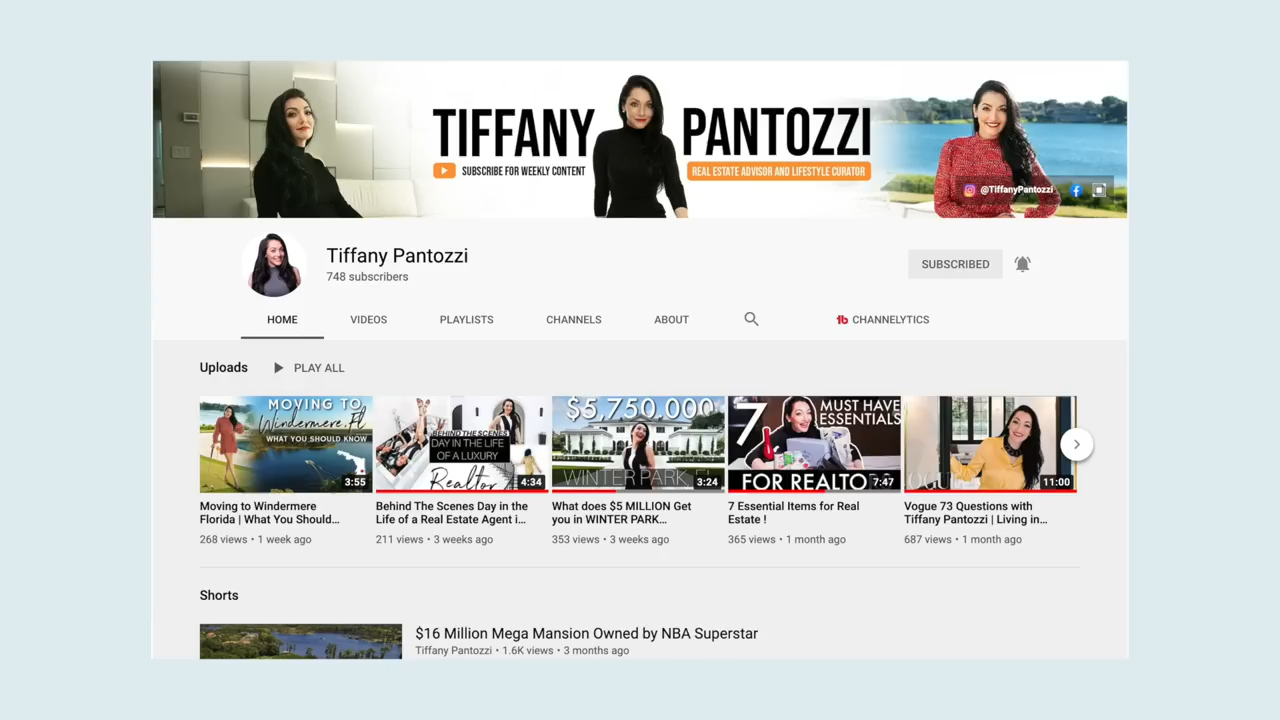 TIFFANY PANTOZZI
SUBSCRIBE FOR WEEKLY CONTENT
REAL ESTATE ADVISOR AND LIFESTYLE CURATOR
@TiffanyPantozzi
Tiffany Pantozzi
748 subscribers
SUBSCRIBED
HOME
VIDEOS
PLAYLISTS
CHANNELS
ABOUT
CHANNELYTICS
Uploads
PLAY ALL
MOVING TO
Windermere, FL
WHAT YOU SHOULD KNOW
3:55
BEHIND THE SCENES
DAY IN THE LIFE
OF A LUXURY
Realtor
4:34
$5,750,000
WINTER PARK, FL
3:24
7 MUST HAVE
ESSENTIALS
FOR REALTO
7:47
VOGUE
11:00
Moving to Windermere
Florida | What You Should...
268 views • 1 week ago
Behind The Scenes Day in the
Life of a Real Estate Agent i...
211 views • 3 weeks ago
What does $5 MILLION Get
you in WINTER PARK...
353 views • 3 weeks ago
7 Essential Items for Real
Estate !
365 views • 1 month ago
Vogue 73 Questions with
Tiffany Pantozzi | Living in...
687 views • 1 month ago
Shorts
$16 Million Mega Mansion Owned by NBA Superstar
Tiffany Pantozzi • 1.6K views • 3 months ago